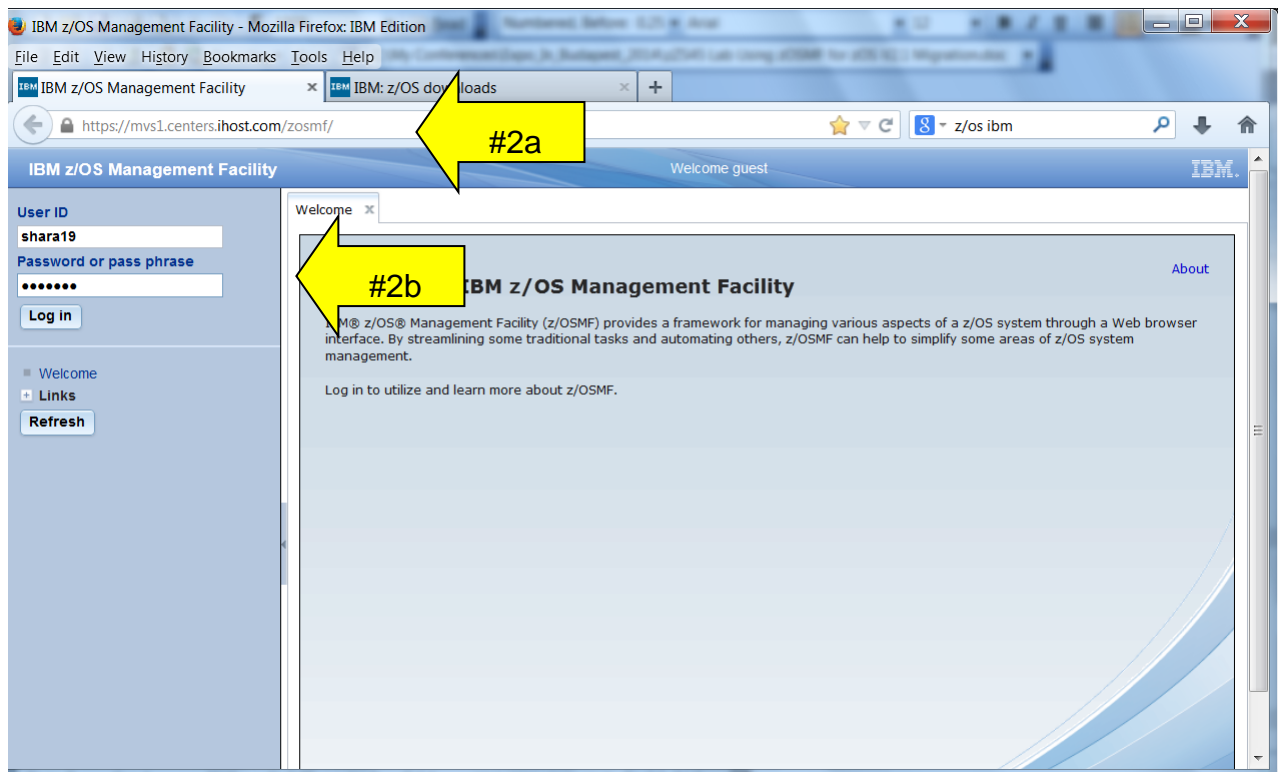 IBM z/OS Management Facility - Mozilla Firefox: IBM Edition
File Edit View History Bookmarks Tools Help
IBM IBM z/OS Management Facility × IBM IBM: z/OS do loads × +
https://mvs1.centers.ihost.com/zosmf/ 8 z/os ibm
#2a
IBM z/OS Management Facility Welcome guest IBM.
User ID
shara19
Password or pass phrase
•••••••
Log in
Welcome
Links
Refresh
Welcome x
#2b
About
IBM z/OS Management Facility
M® z/OS® Management Facility (z/OSMF) provides a framework for managing various aspects of a z/OS system through a Web browser
interface. By streamlining some traditional tasks and automating others, z/OSMF can help to simplify some areas of z/OS system
management.
Log in to utilize and learn more about z/OSMF.